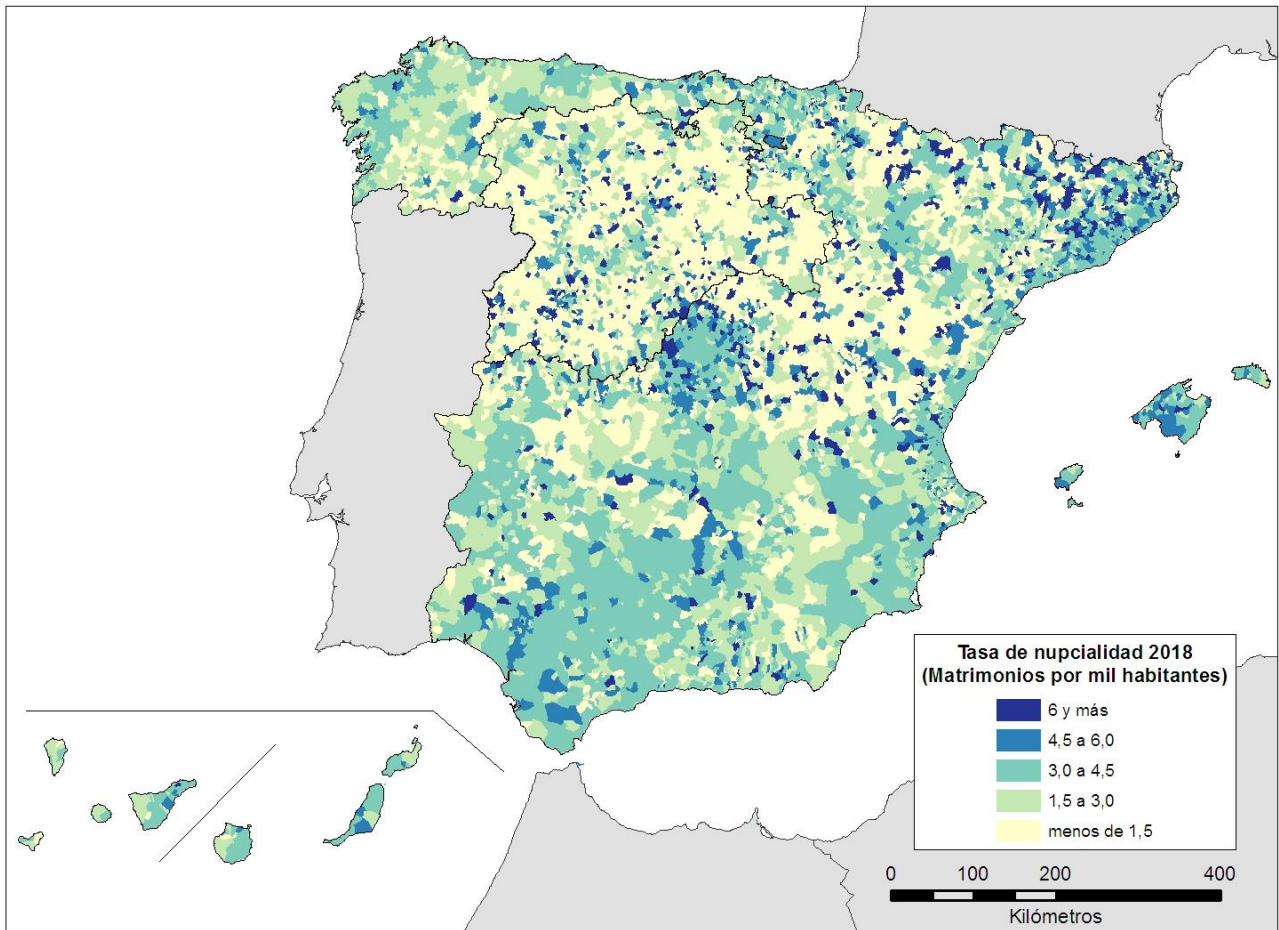 Tasa de nupcialidad 2018
(Matrimonios por mil habitantes)
6 y más
4,5 a 6,0
3,0 a 4,5
1,5 a 3,0
menos de 1,5
0 100 200 400
Kilómetros